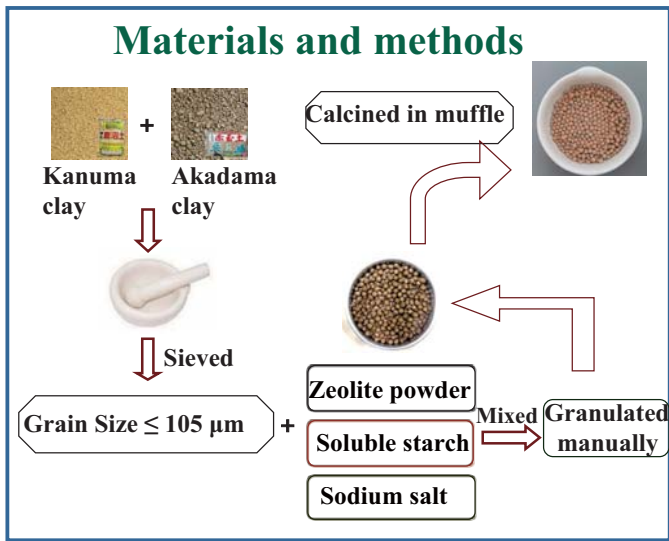 Materials and methods
+
Kanuma
clay
Akadama
clay
Sieved
Grain Size ≤ 105 μm
+
Zeolite powder
Soluble starch
Sodium salt
Mixed
Granulated
manually
Calcined in muffle